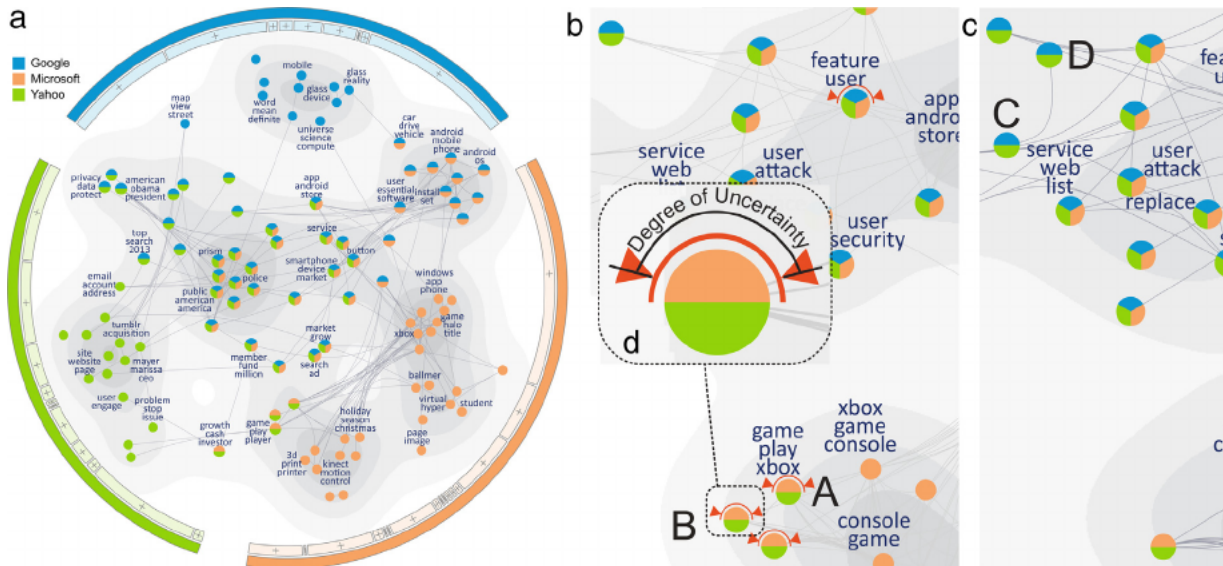 a
Google
Microsoft
Yahoo
mobile
glass
reality
glass
device
word
mean
definite
universe
science
compute
map
view
street
car
drive
vehicle
android
mobile
phone
android
os
privacy
data
protect
american
obama
president
app
android
store
user
essential
software
install
set
top
search
2013
service
button
prism
police
smartphone
device
market
email
account
address
public
american
america
windows
app
phone
game
halo
title
xbox
tumblr
acquisition
market
grow
site
website
page
mayer
marissa
ceo
member
fund
million
search
ad
ballmer
virtual
hyper
student
user
engage
problem
stop
issue
growth
cash
investor
game
play
player
holiday
season
christmas
page
image
3d
print
printer
kinect
motion
control
b
feature
user
app
android
store
service
web
user
attack
user
security
Degree of Uncertainty
d
xbox
game
console
game
play
xbox
A
B
console
game
c
D
C
feature
service
web
list
user
attack
replace